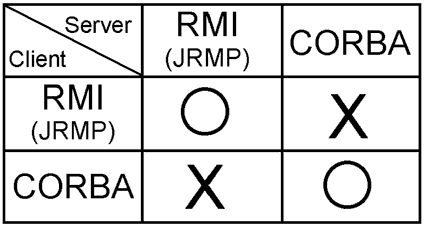 Server
Client
RMI
(JRMP)
CORBA
RMI
(JRMP)
O
X
CORBA
X
O